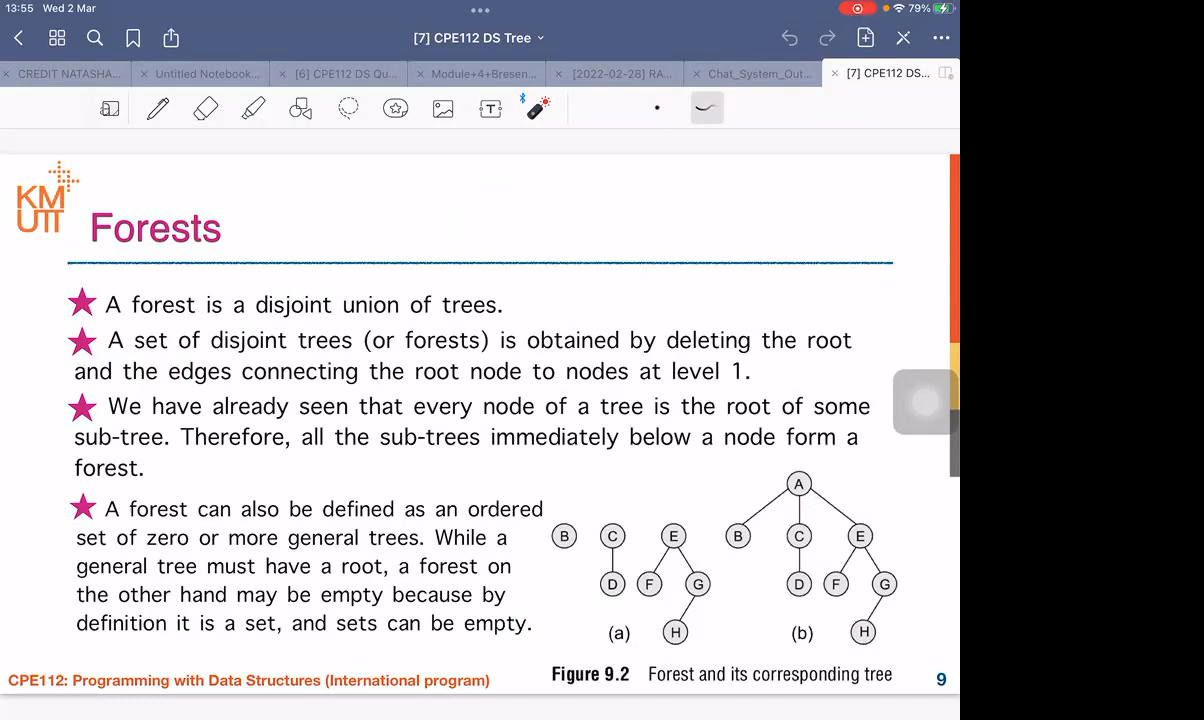 13:55 Wed 2 Mar
79%
[7] CPE112 DS Tree
CREDIT NATASHA...
Untitled Notebook...
[6] CPE112 DS Qu...
Module+4+Bresen...
[2022-02-28] RA...
Chat_System_Out...
[7] CPE112 DS...
T
KM
UTT
Forests
A forest is a disjoint union of trees.
A set of disjoint trees (or forests) is obtained by deleting the root
and the edges connecting the root node to nodes at level 1.
We have already seen that every node of a tree is the root of some
sub-tree. Therefore, all the sub-trees immediately below a node form a
forest.
A forest can also be defined as an ordered
set of zero or more general trees. While a
general tree must have a root, a forest on
the other hand may be empty because by
definition it is a set, and sets can be empty.
A
B C E B C E
D F G D F G
H H
(a) (b)
Figure 9.2 Forest and its corresponding tree
CPE112: Programming with Data Structures (International program)
9